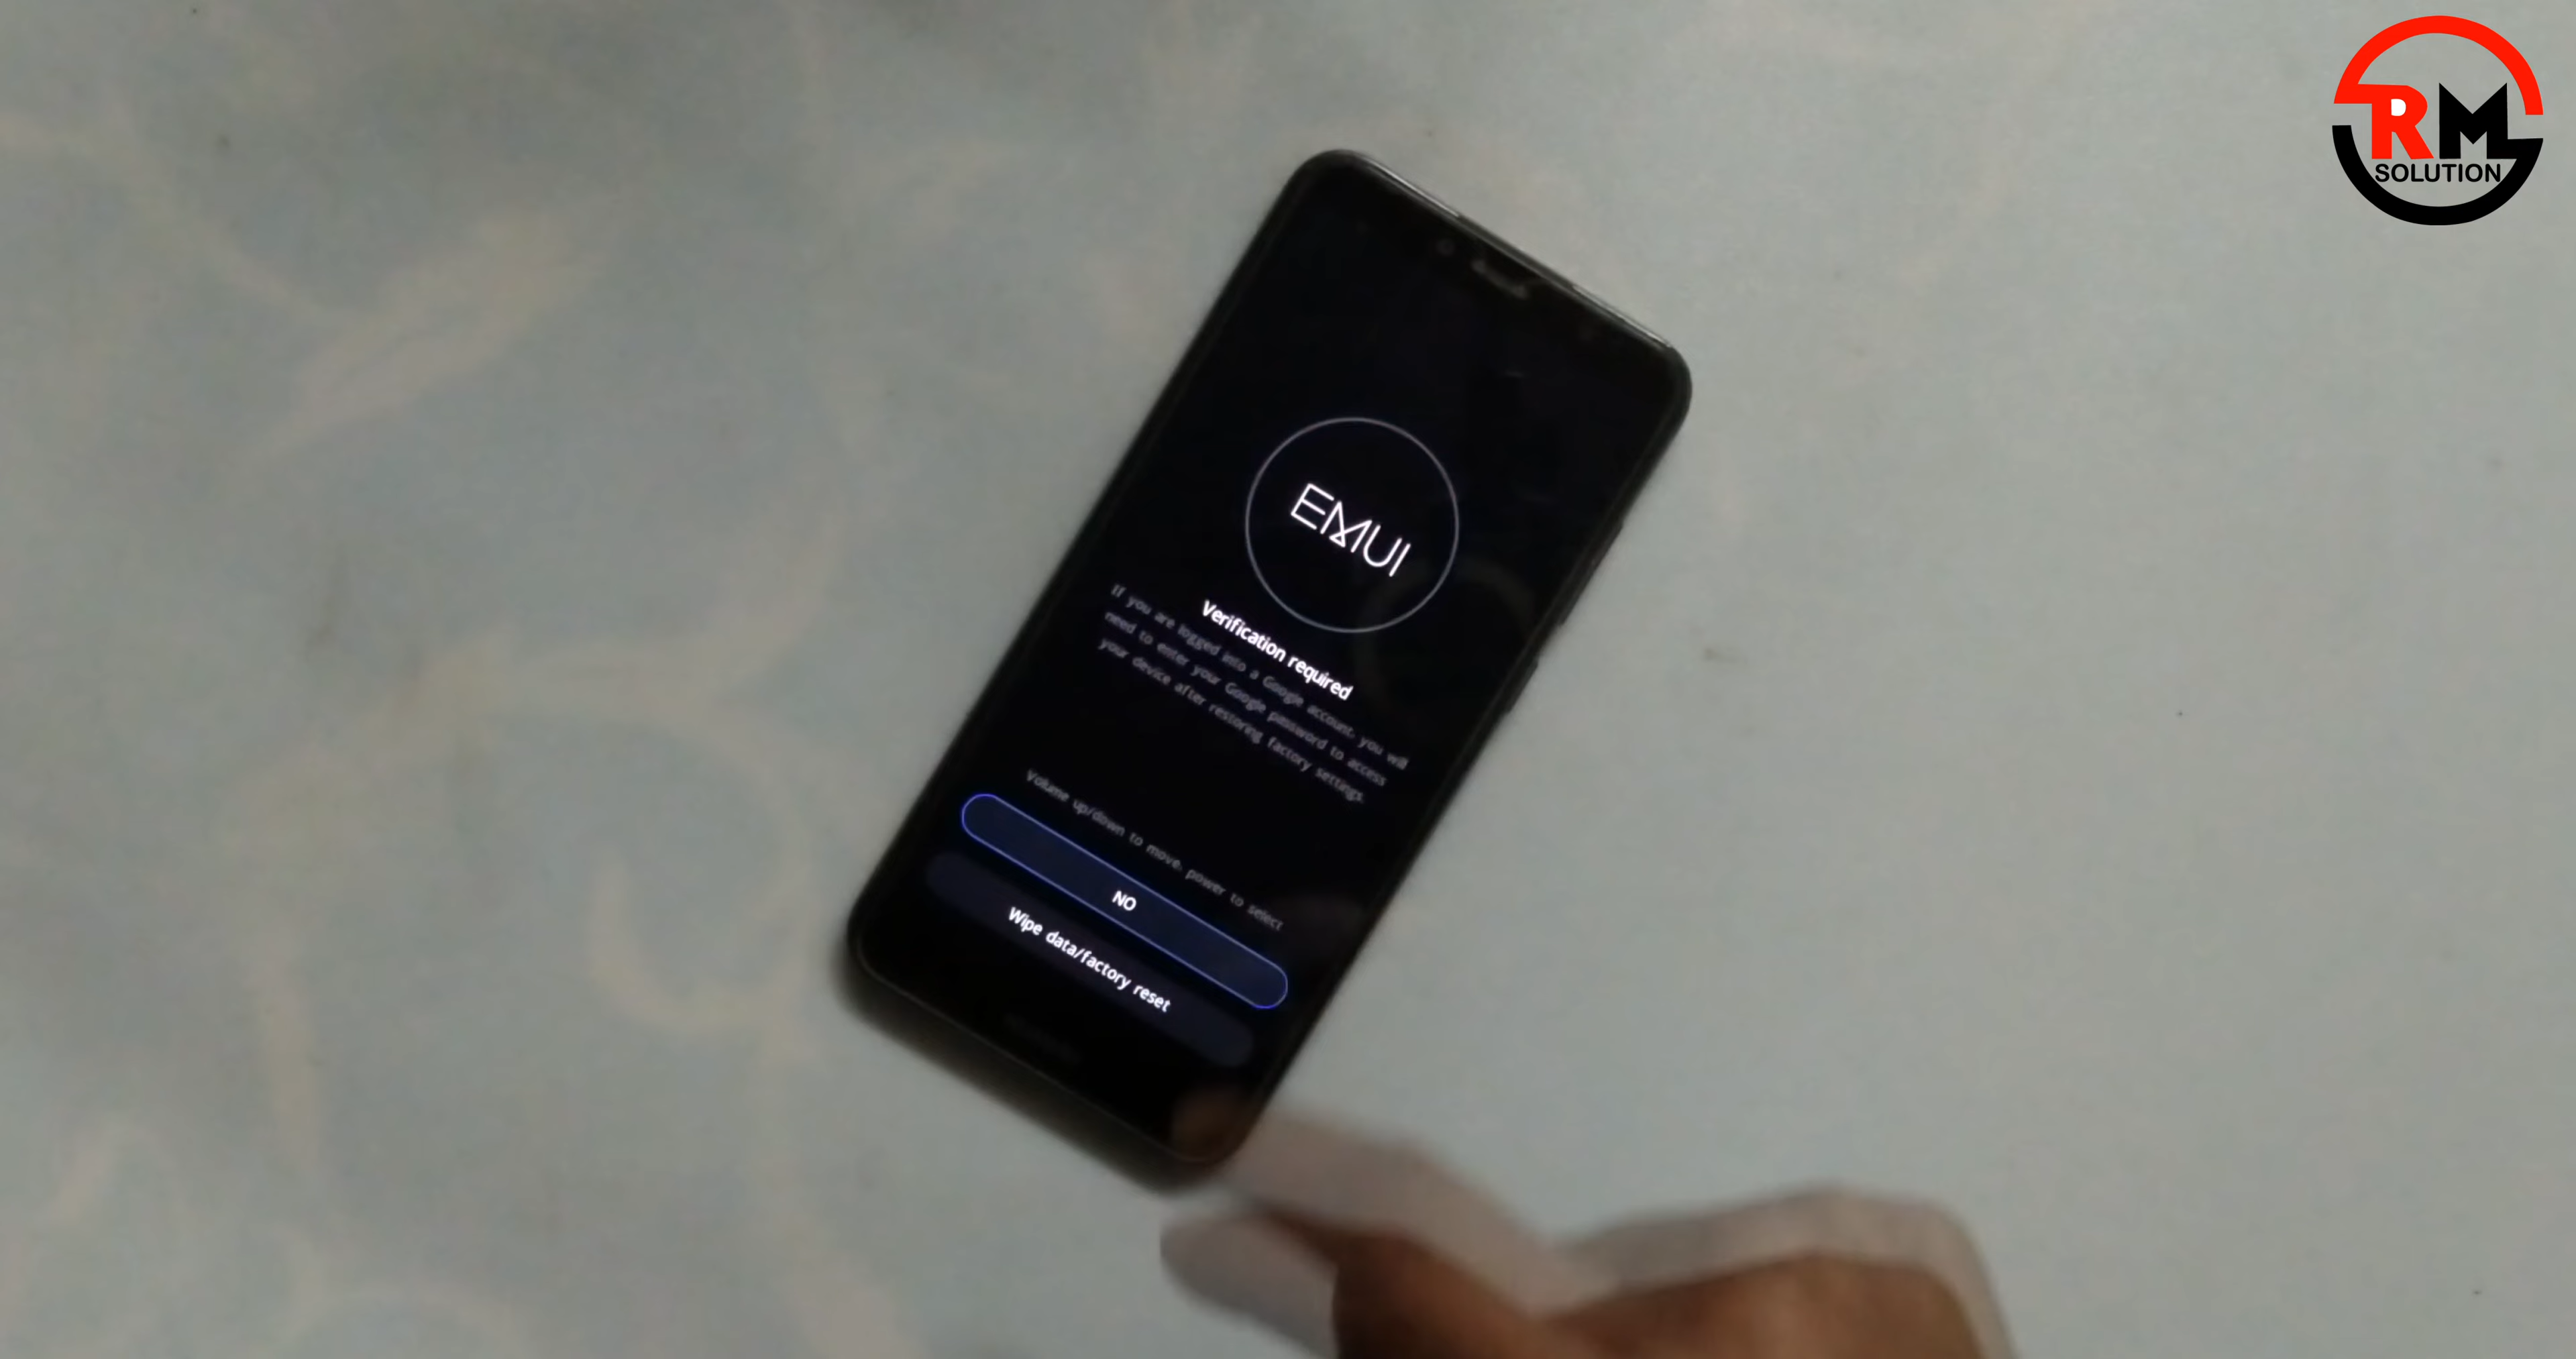 RM
SOLUTION
EMUI
Verification required
If you are logged into a Google account, you will
need to enter your Google password to access
your device after restoring factory settings.
Volume up/down to move, power to select
NO
Wipe data/factory reset